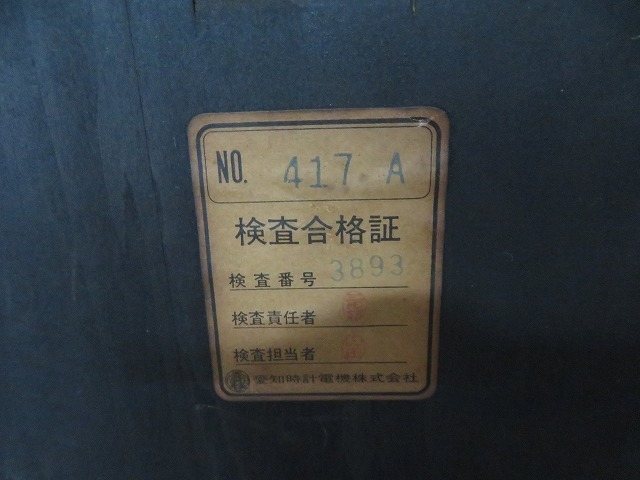 NO. 417 A
検査合格証
検査番号 3893
検査責任者
検査担当者
愛知時計電機株式会社